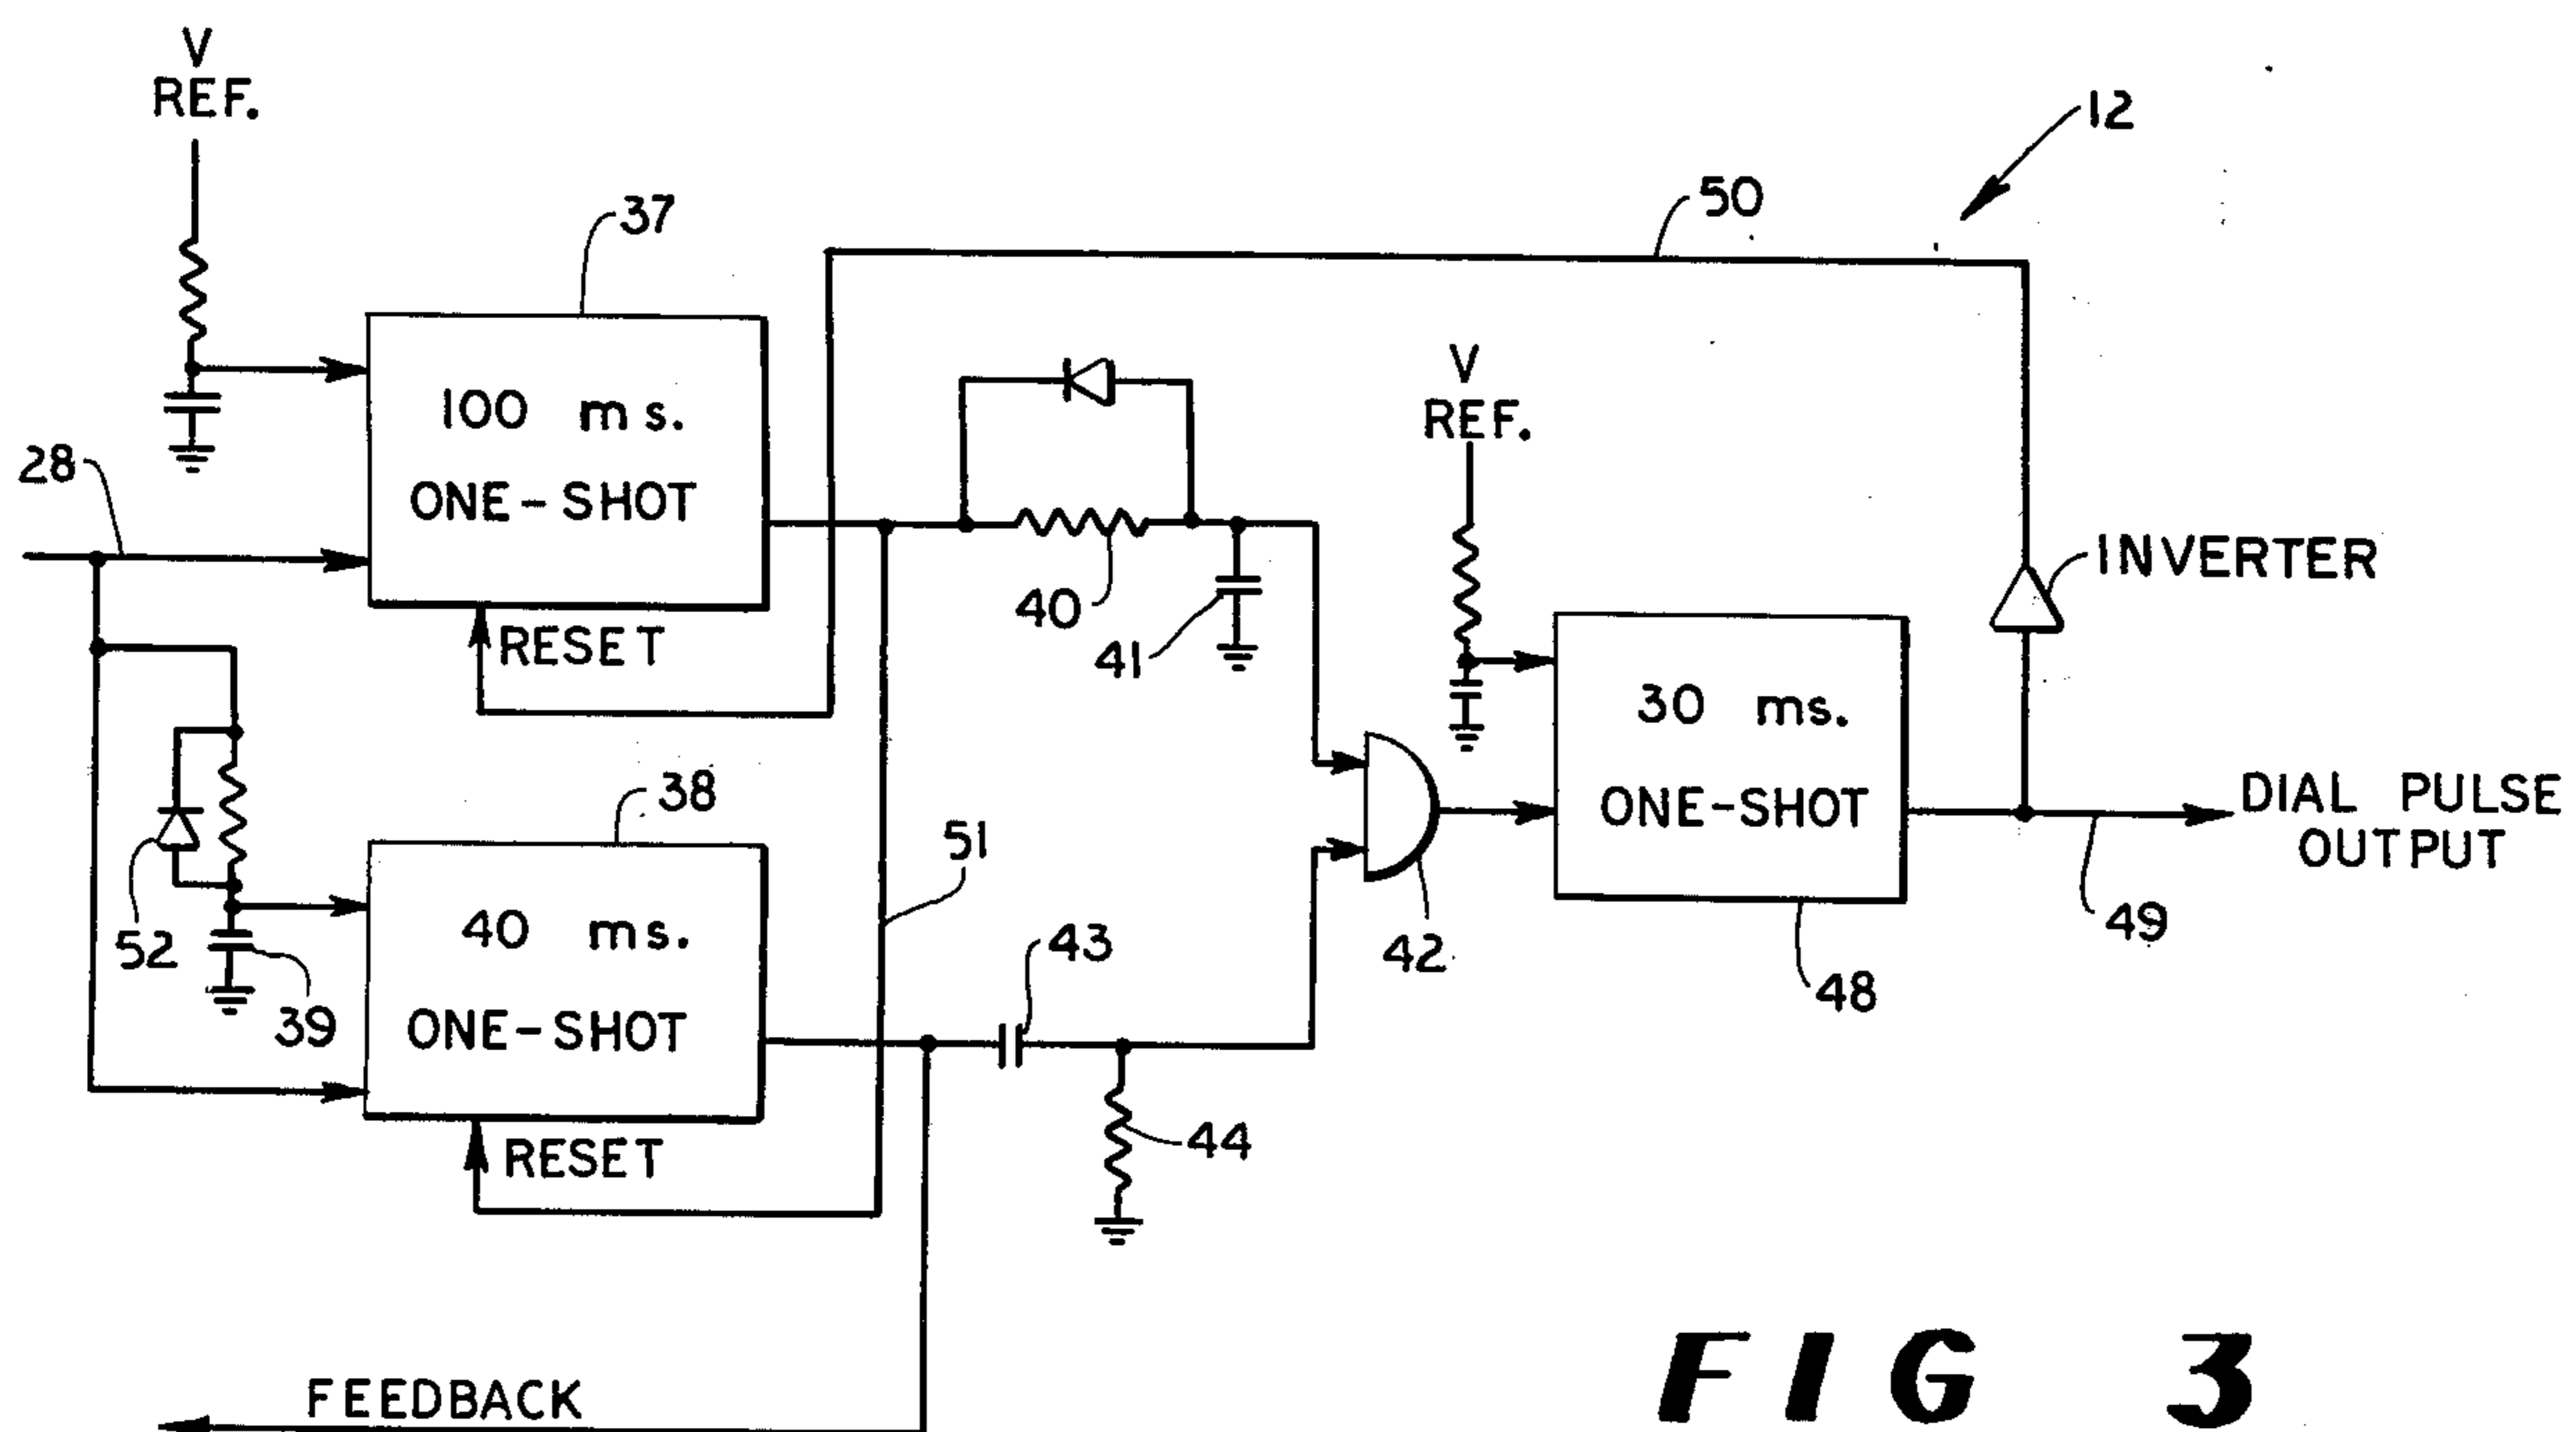 V
REF.
12
50
37
28
100 ms.
ONE-SHOT
RESET
40
41
V
REF.
INVERTER
30 ms.
ONE-SHOT
DIAL PULSE
OUTPUT
49
48
42
52
39
38
40 ms.
ONE-SHOT
RESET
51
43
44
FEEDBACK
FIG 3